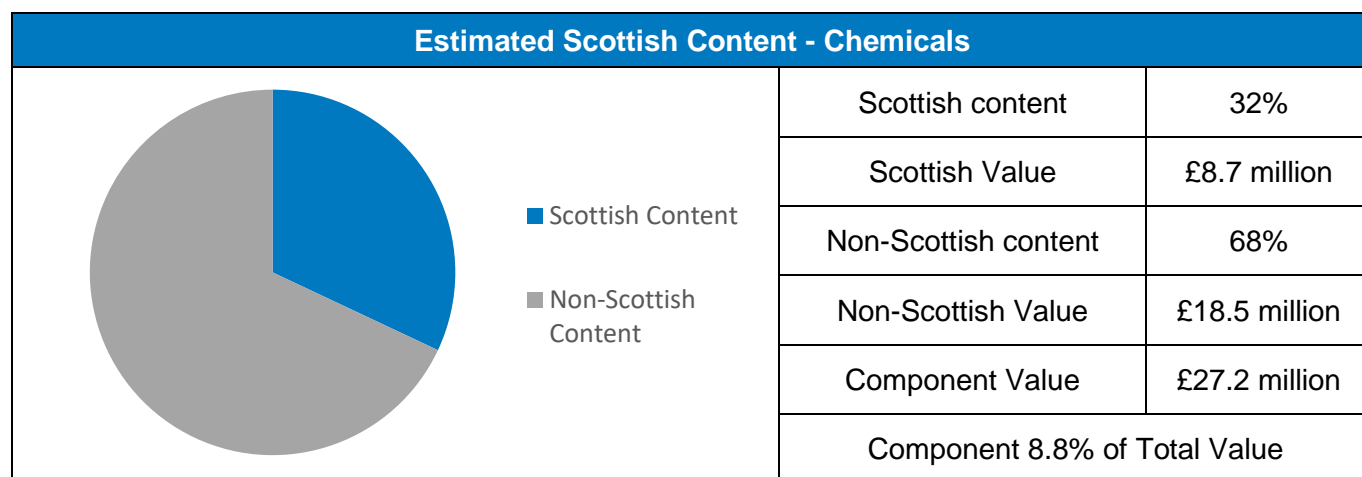 Estimated Scottish Content - Chemicals
Scottish Content
Non-Scottish
Content
Scottish content 32%
Scottish Value £8.7 million
Non-Scottish content 68%
Non-Scottish Value £18.5 million
Component Value £27.2 million
Component 8.8% of Total Value